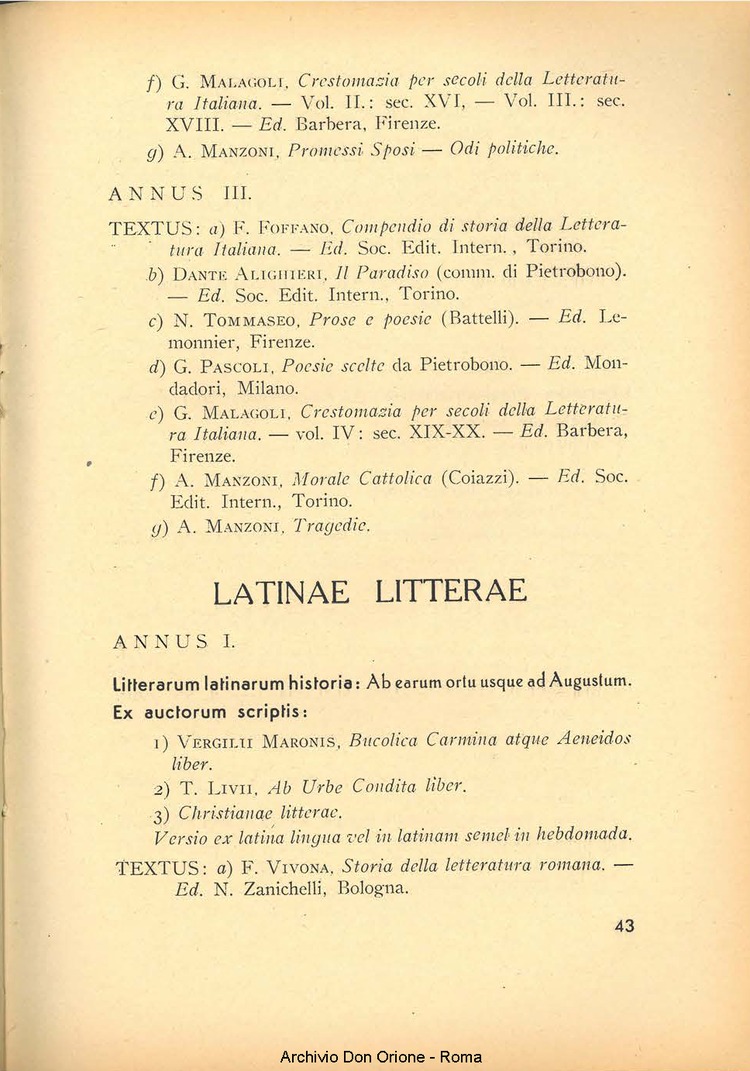 f) G. MALAGOLI, Crestomazia per secoli della Letteratu-
ra Italiana. — Vol. II.: sec. XVI, — Vol. III.: sec.
XVIII. — Ed. Barbera, Firenze.
g) A. MANZONI, Promessi Sposi — Odi politiche.
ANNUS III.
TEXTUS: a) F. FOFFANO, Compendio di storia della Lettera-
tura Italiana. — Ed. Soc. Edit. Intern., Torino.
b) DANTE ALIGHIERI, Il Paradiso (comm. di Pietrobono).
— Ed. Soc. Edit. Intern., Torino.
c) N. TOMMASEO, Prose e poesie (Battelli). — Ed. Le-
monnier, Firenze.
d) G. PASCOLI, Poesie scelte da Pietrobono. — Ed. Mon-
dadori, Milano.
e) G. MALAGOLI, Crestomazia per secoli della Letteratu-
ra Italiana. — vol. IV: sec. XIX-XX. — Ed. Barbera,
Firenze.
f) A. MANZONI, Morale Cattolica (Coiazzi). — Ed. Soc.
Edit. Intern., Torino.
g) A. MANZONI, Tragedie.
LATINAE LITTERAE
ANNUS I.
Litterarum latinarum historia: Ab earum ortu usque ad Augustum.
Ex auctorum scriptis:
1) VERGILII MARONIS, Bucolica Carmina atque Aeneidos
liber.
2) T. LIVII, Ab Urbe Condita liber.
3) Christianae litterae.
Versio ex latina lingua vel in latinam semel in hebdomada.
TEXTUS: a) F. VIVONA, Storia della letteratura romana. —
Ed. N. Zanichelli, Bologna.
43
Archivio Don Orione - Roma